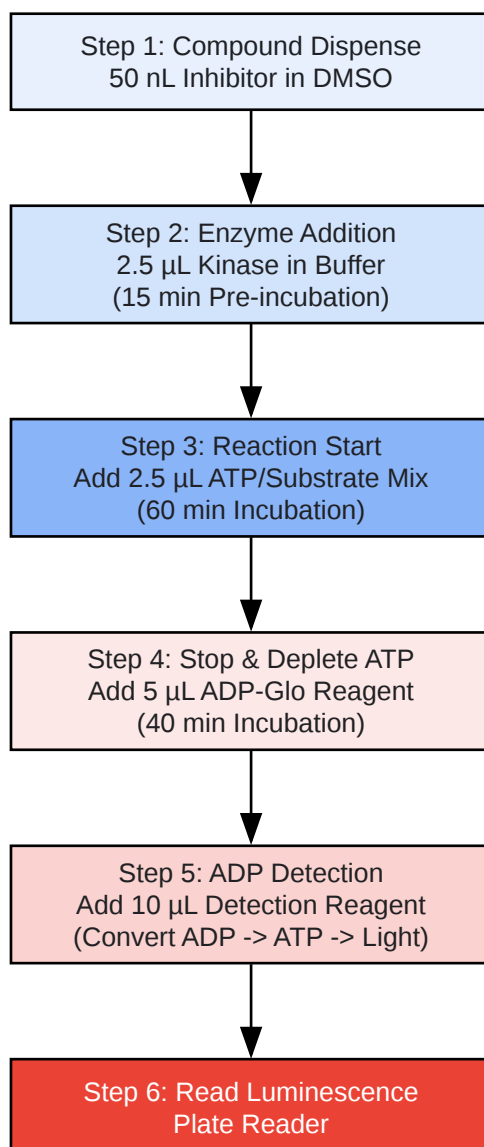 Step 1: Compound Dispense
50 nL Inhibitor in DMSO
Step 2: Enzyme Addition
2.5 µL Kinase in Buffer
(15 min Pre-incubation)
Step 3: Reaction Start
Add 2.5 µL ATP/Substrate Mix
(60 min Incubation)
Step 4: Stop & Deplete ATP
Add 5 µL ADP-Glo Reagent
(40 min Incubation)
Step 5: ADP Detection
Add 10 µL Detection Reagent
(Convert ADP -> ATP -> Light)
Step 6: Read Luminescence
Plate Reader